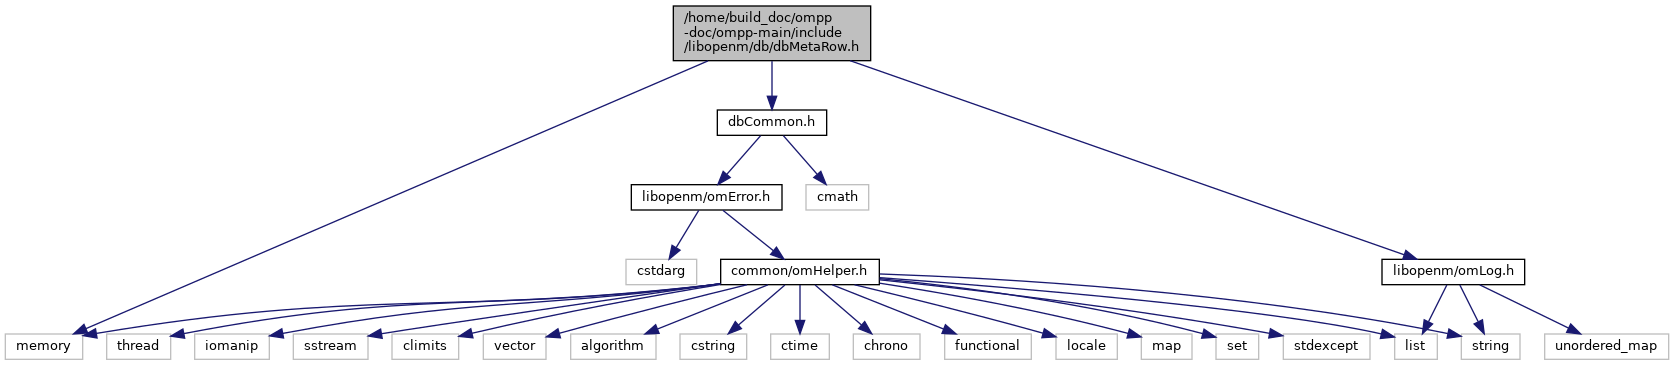 /home/build_doc/ompp
-doc/ompp-main/include
/libopenm/db/dbMetaRow.h
dbCommon.h
libopenm/omError.h
cmath
cstdarg
common/omHelper.h
libopenm/omLog.h
memory
thread
iomanip
sstream
climits
vector
algorithm
cstring
ctime
chrono
functional
locale
map
set
stdexcept
list
string
unordered_map